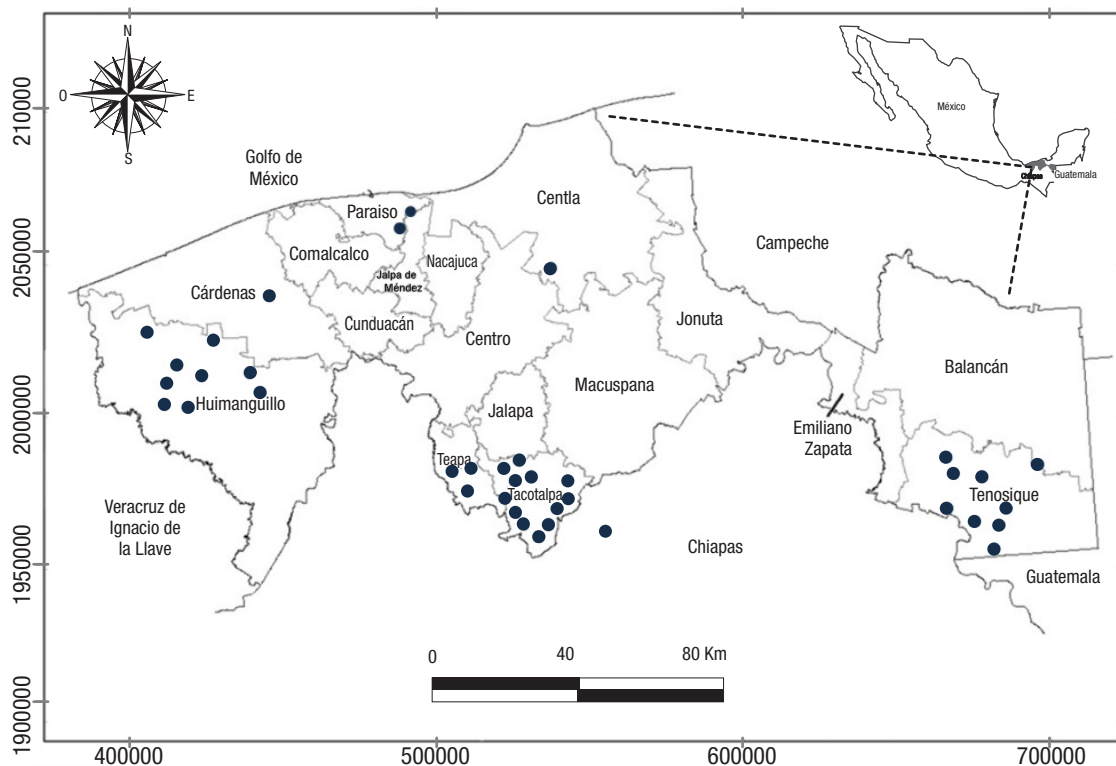 N
O
E
S
México
Chiapas
Guatemala
Golfo de
México
Paraiso
Centla
Comalcalco
Nacajuca
Campeche
Jalpa de
Méndez
Cárdenas
Cunduacán
Centro
Jonuta
Balancán
Macuspana
Huimanguillo
Jalapa
Emiliano
Zapata
Teapa
Tacotalpa
Tenosique
Veracruz de
Ignacio de
la Llave
Chiapas
Guatemala
0
40
80 Km
210000
2050000
2000000
1950000
1900000
400000
500000
600000
700000